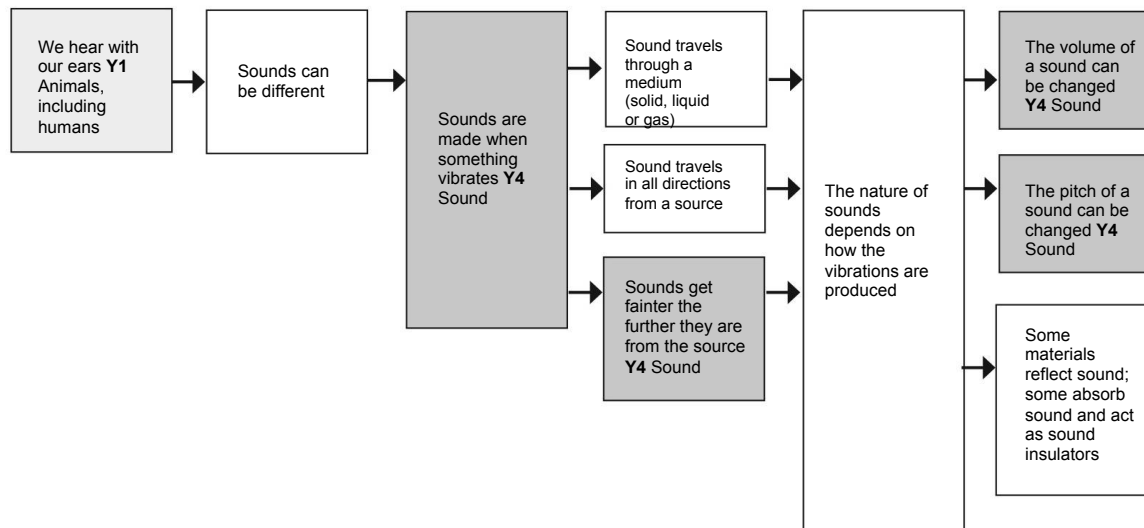 We hear with
our ears Y1
Animals,
including
humans
Sounds can
be different
Sounds are
made when
something
vibrates Y4
Sound
Sound travels
through a
medium
(solid, liquid
or gas)
Sound travels
in all directions
from a source
Sounds get
fainter the
further they are
from the source
Y4 Sound
The nature of
sounds
depends on
how the
vibrations are
produced
The volume of
a sound can
be changed
Y4 Sound
The pitch of a
sound can be
changed Y4
Sound
Some
materials
reflect sound;
some absorb
sound and act
as sound
insulators